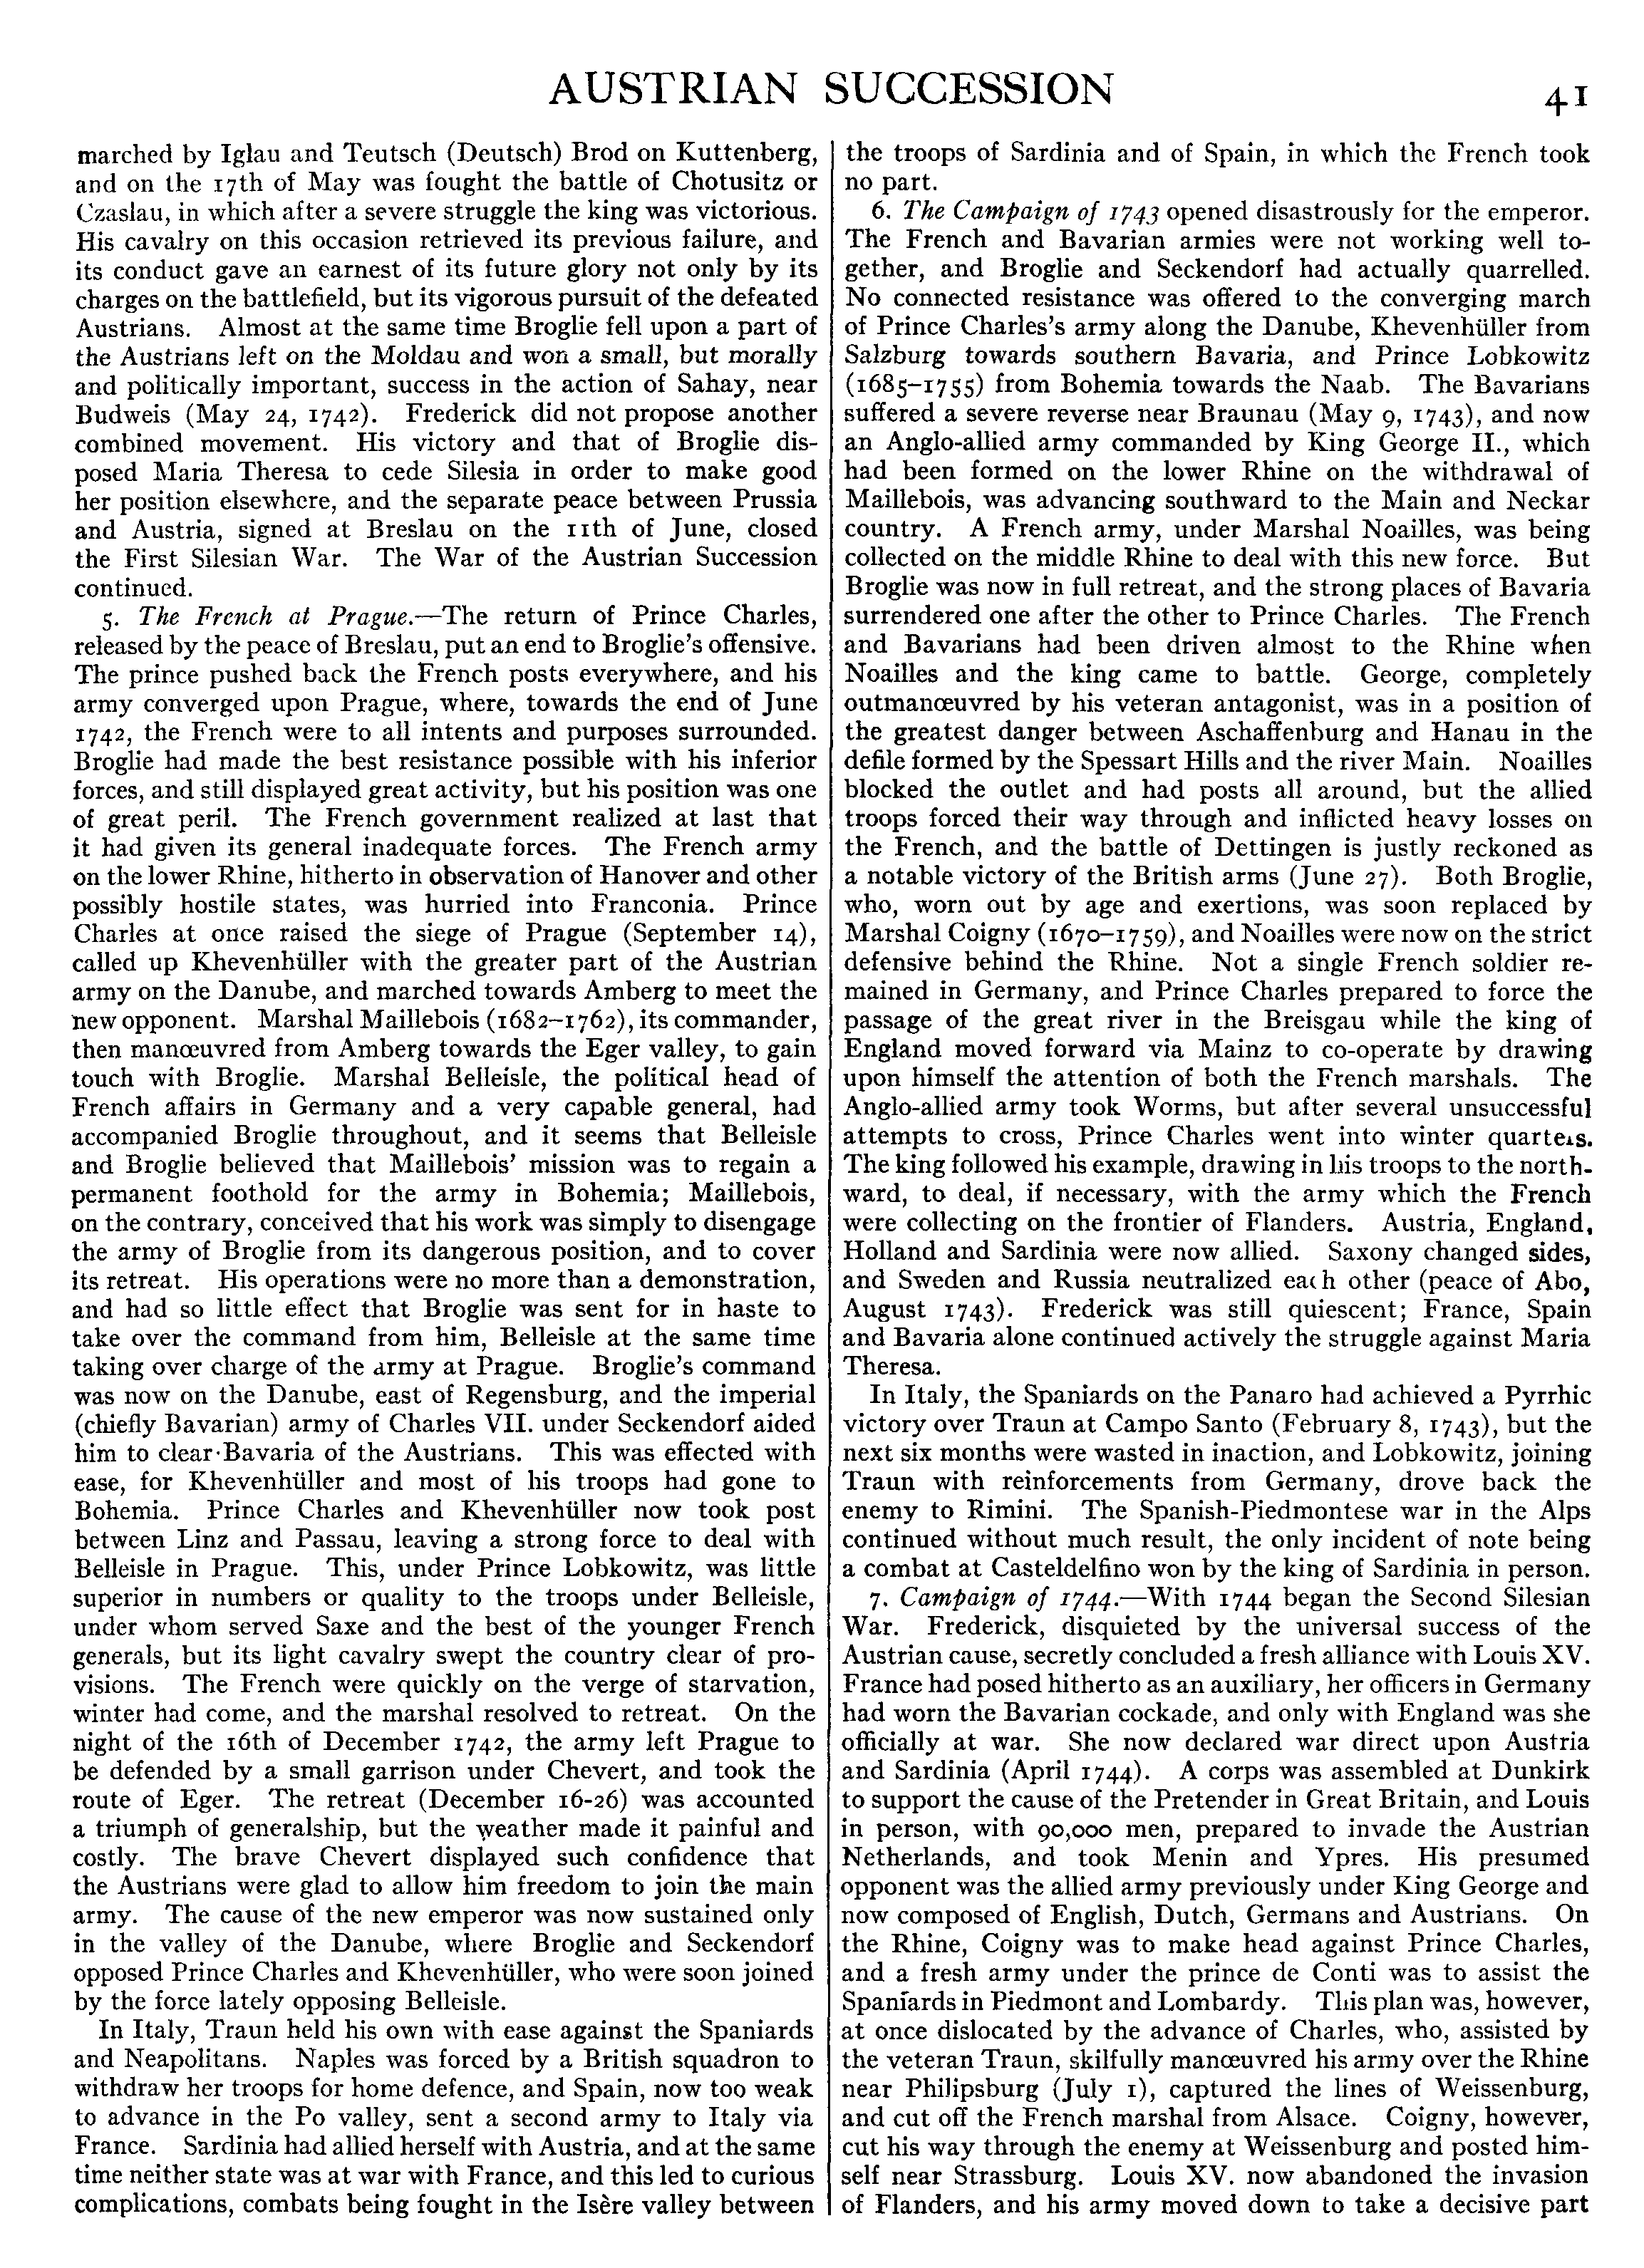 AUSTRIAN SUCCESSION
41
marched by Iglau and Teutsch (Deutsch) Brod on Kuttenberg,
and on the 17th of May was fought the battle of Chotusitz or
Czaslau, in which after a severe struggle the king was victorious.
His cavalry on this occasion retrieved its previous failure, and
its conduct gave an earnest of its future glory not only by its
charges on the battlefield, but its vigorous pursuit of the defeated
Austrians. Almost at the same time Broglie fell upon a part of
the Austrians left on the Moldau and won a small, but morally
and politically important, success in the action of Sahay, near
Budweis (May 24, 1742). Frederick did not propose another
combined movement. His victory and that of Broglie dis-
posed Maria Theresa to cede Silesia in order to make good
her position elsewhere, and the separate peace between Prussia
and Austria, signed at Breslau on the 11th of June, closed
the First Silesian War. The War of the Austrian Succession
continued.
5. The French at Prague.—The return of Prince Charles,
released by the peace of Breslau, put an end to Broglie's offensive.
The prince pushed back the French posts everywhere, and his
army converged upon Prague, where, towards the end of June
1742, the French were to all intents and purposes surrounded.
Broglie had made the best resistance possible with his inferior
forces, and still displayed great activity, but his position was one
of great peril. The French government realized at last that
it had given its general inadequate forces. The French army
on the lower Rhine, hitherto in observation of Hanover and other
possibly hostile states, was hurried into Franconia. Prince
Charles at once raised the siege of Prague (September 14),
called up Khevenhüller with the greater part of the Austrian
army on the Danube, and marched towards Amberg to meet the
new opponent. Marshal Maillebois (1682–1762), its commander,
then manœuvred from Amberg towards the Eger valley, to gain
touch with Broglie. Marshal Belleisle, the political head of
French affairs in Germany and a very capable general, had
accompanied Broglie throughout, and it seems that Belleisle
and Broglie believed that Maillebois' mission was to regain a
permanent foothold for the army in Bohemia; Maillebois,
on the contrary, conceived that his work was simply to disengage
the army of Broglie from its dangerous position, and to cover
its retreat. His operations were no more than a demonstration,
and had so little effect that Broglie was sent for in haste to
take over the command from him, Belleisle at the same time
taking over charge of the army at Prague. Broglie's command
was now on the Danube, east of Regensburg, and the imperial
(chiefly Bavarian) army of Charles VII. under Seckendorf aided
him to clear Bavaria of the Austrians. This was effected with
ease, for Khevenhüller and most of his troops had gone to
Bohemia. Prince Charles and Khevenhüller now took post
between Linz and Passau, leaving a strong force to deal with
Belleisle in Prague. This, under Prince Lobkowitz, was little
superior in numbers or quality to the troops under Belleisle,
under whom served Saxe and the best of the younger French
generals, but its light cavalry swept the country clear of pro-
visions. The French were quickly on the verge of starvation,
winter had come, and the marshal resolved to retreat. On the
night of the 16th of December 1742, the army left Prague to
be defended by a small garrison under Chevert, and took the
route of Eger. The retreat (December 16-26) was accounted
a triumph of generalship, but the weather made it painful and
costly. The brave Chevert displayed such confidence that
the Austrians were glad to allow him freedom to join the main
army. The cause of the new emperor was now sustained only
in the valley of the Danube, where Broglie and Seckendorf
opposed Prince Charles and Khevenhüller, who were soon joined
by the force lately opposing Belleisle.
In Italy, Traun held his own with ease against the Spaniards
and Neapolitans. Naples was forced by a British squadron to
withdraw her troops for home defence, and Spain, now too weak
to advance in the Po valley, sent a second army to Italy via
France. Sardinia had allied herself with Austria, and at the same
time neither state was at war with France, and this led to curious
complications, combats being fought in the Isère valley between
the troops of Sardinia and of Spain, in which the French took
no part.
6. The Campaign of 1743 opened disastrously for the emperor.
The French and Bavarian armies were not working well to-
gether, and Broglie and Seckendorf had actually quarrelled.
No connected resistance was offered to the converging march
of Prince Charles's army along the Danube, Khevenhüller from
Salzburg towards southern Bavaria, and Prince Lobkowitz
(1685–1755) from Bohemia towards the Naab. The Bavarians
suffered a severe reverse near Braunau (May 9, 1743), and now
an Anglo-allied army commanded by King George II., which
had been formed on the lower Rhine on the withdrawal of
Maillebois, was advancing southward to the Main and Neckar
country. A French army, under Marshal Noailles, was being
collected on the middle Rhine to deal with this new force. But
Broglie was now in full retreat, and the strong places of Bavaria
surrendered one after the other to Prince Charles. The French
and Bavarians had been driven almost to the Rhine when
Noailles and the king came to battle. George, completely
outmanœuvred by his veteran antagonist, was in a position of
the greatest danger between Aschaffenburg and Hanau in the
defile formed by the Spessart Hills and the river Main. Noailles
blocked the outlet and had posts all around, but the allied
troops forced their way through and inflicted heavy losses on
the French, and the battle of Dettingen is justly reckoned as
a notable victory of the British arms (June 27). Both Broglie,
who, worn out by age and exertions, was soon replaced by
Marshal Coigny (1670–1759), and Noailles were now on the strict
defensive behind the Rhine. Not a single French soldier re-
mained in Germany, and Prince Charles prepared to force the
passage of the great river in the Breisgau while the king of
England moved forward via Mainz to co-operate by drawing
upon himself the attention of both the French marshals. The
Anglo-allied army took Worms, but after several unsuccessful
attempts to cross, Prince Charles went into winter quarters.
The king followed his example, drawing in his troops to the north-
ward, to deal, if necessary, with the army which the French
were collecting on the frontier of Flanders. Austria, England,
Holland and Sardinia were now allied. Saxony changed sides,
and Sweden and Russia neutralized each other (peace of Abo,
August 1743). Frederick was still quiescent; France, Spain
and Bavaria alone continued actively the struggle against Maria
Theresa.
In Italy, the Spaniards on the Panaro had achieved a Pyrrhic
victory over Traun at Campo Santo (February 8, 1743), but the
next six months were wasted in inaction, and Lobkowitz, joining
Traun with reinforcements from Germany, drove back the
enemy to Rimini. The Spanish-Piedmontese war in the Alps
continued without much result, the only incident of note being
a combat at Casteldelfino won by the king of Sardinia in person.
7. Campaign of 1744.—With 1744 began the Second Silesian
War. Frederick, disquieted by the universal success of the
Austrian cause, secretly concluded a fresh alliance with Louis XV.
France had posed hitherto as an auxiliary, her officers in Germany
had worn the Bavarian cockade, and only with England was she
officially at war. She now declared war direct upon Austria
and Sardinia (April 1744). A corps was assembled at Dunkirk
to support the cause of the Pretender in Great Britain, and Louis
in person, with 90,000 men, prepared to invade the Austrian
Netherlands, and took Menin and Ypres. His presumed
opponent was the allied army previously under King George and
now composed of English, Dutch, Germans and Austrians. On
the Rhine, Coigny was to make head against Prince Charles,
and a fresh army under the prince de Conti was to assist the
Spaniards in Piedmont and Lombardy. This plan was, however,
at once dislocated by the advance of Charles, who, assisted by
the veteran Traun, skilfully manœuvred his army over the Rhine
near Philipsburg (July 1), captured the lines of Weissenburg,
and cut off the French marshal from Alsace. Coigny, however,
cut his way through the enemy at Weissenburg and posted him-
self near Strassburg. Louis XV. now abandoned the invasion
of Flanders, and his army moved down to take a decisive part